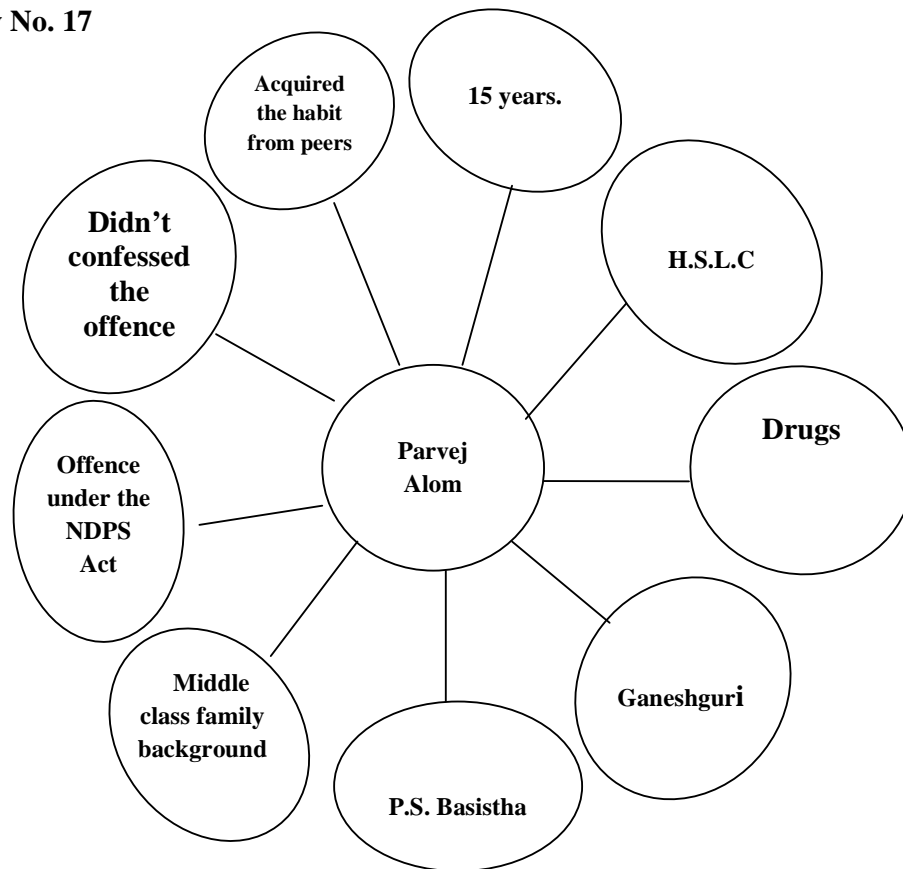 No. 17
Acquired
the habit
from peers
15 years.
H.S.L.C
Drugs
Ganeshguri
P.S. Basistha
Middle
class family
background
Offence
under the
NDPS
Act
Didn't
confessed
the
offence
Parvej
Alom